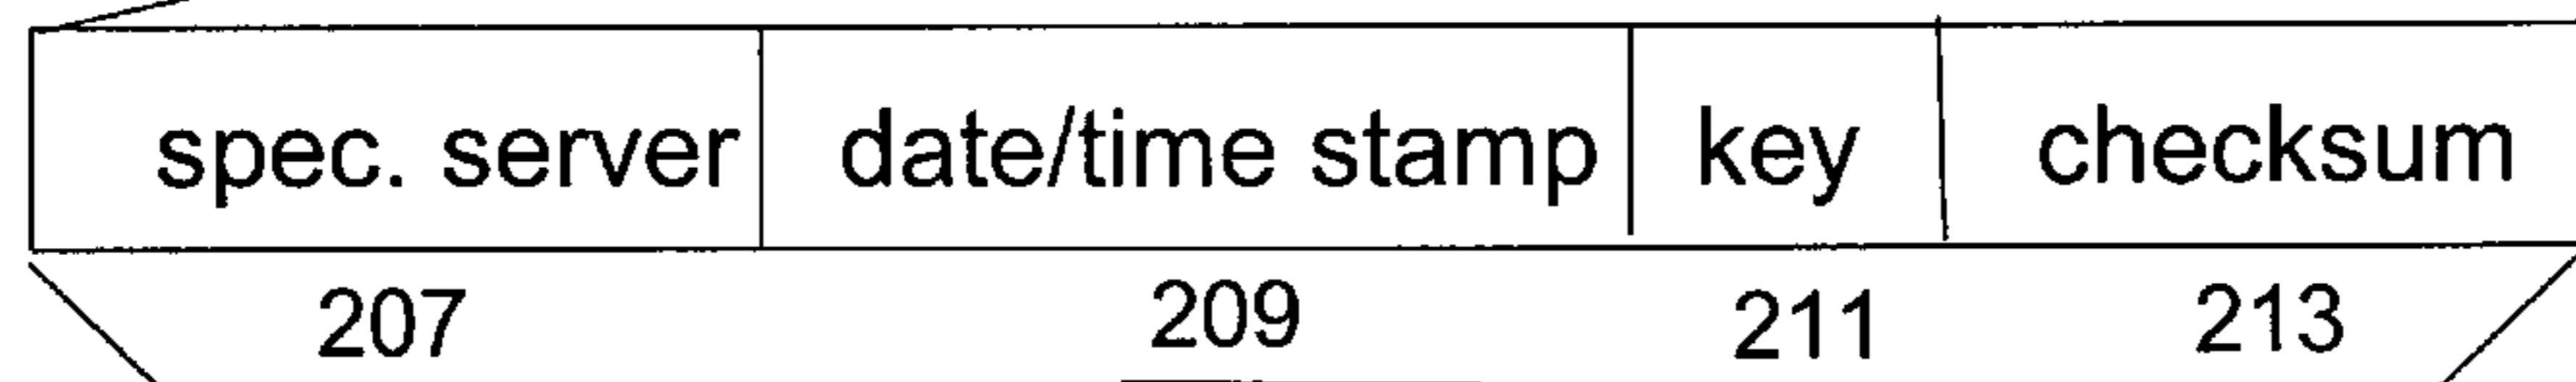 spec. server date/time stamp key checksum
207 209 211 213